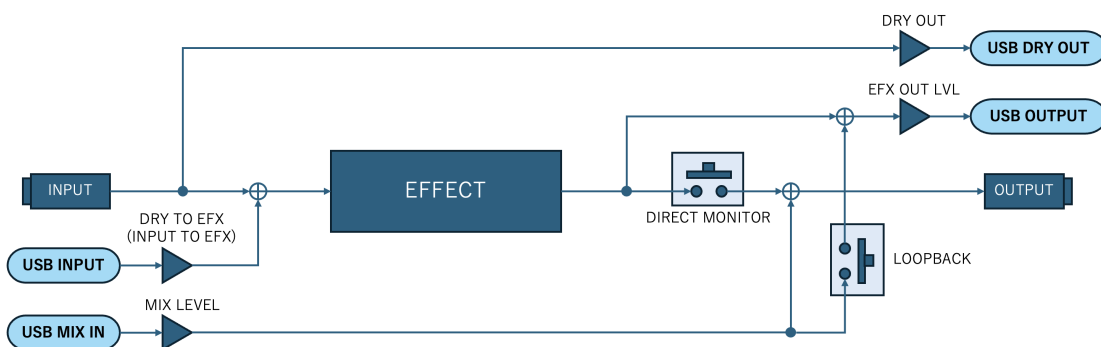 DRY OUT
USB DRY OUT
EFX OUT LVL
USB OUTPUT
INPUT
EFFECT
DIRECT MONITOR
OUTPUT
DRY TO EFX
(INPUT TO EFX)
USB INPUT
LOOPBACK
MIX LEVEL
USB MIX IN